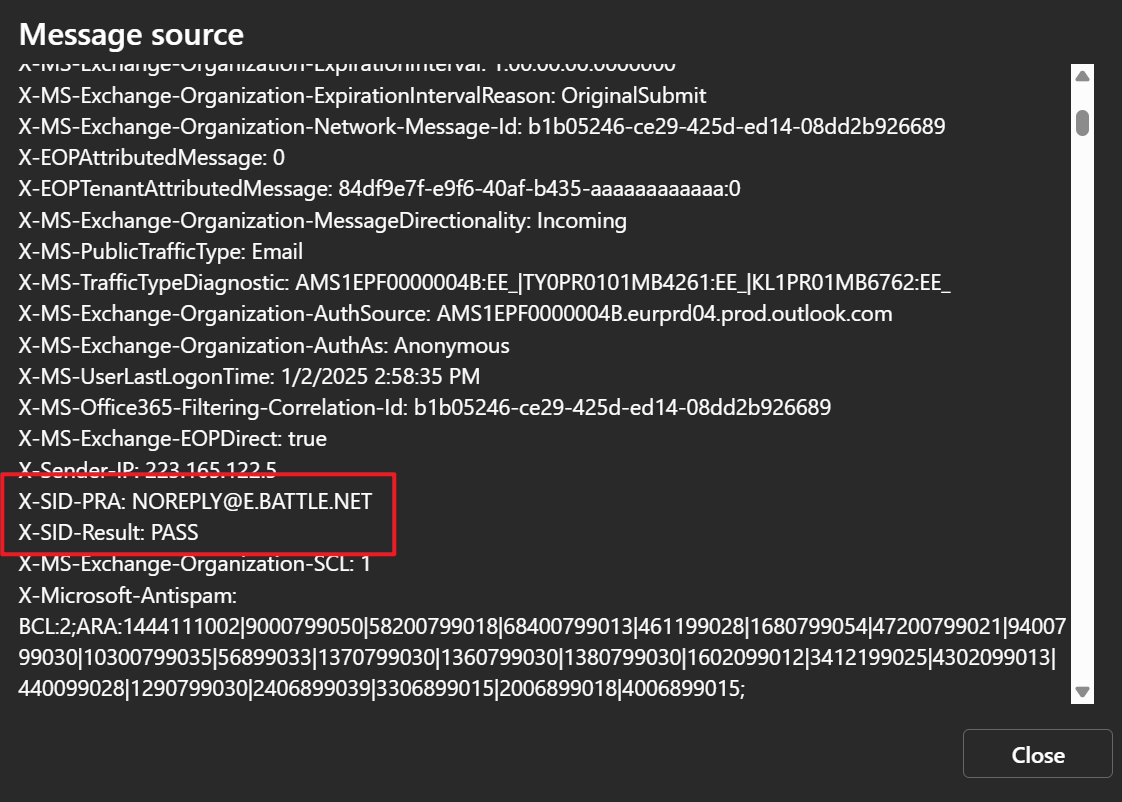 Message source
X-MS-Exchange-Organization-ExpirationInterval: 1:00:00:00.0000000
X-MS-Exchange-Organization-ExpirationIntervalReason: OriginalSubmit
X-MS-Exchange-Organization-Network-Message-Id: b1b05246-ce29-425d-ed14-08dd2b926689
X-EOPAttributedMessage: 0
X-EOPTenantAttributedMessage: 84df9e7f-e9f6-40af-b435-aaaaaaaaaaaa:0
X-MS-Exchange-Organization-MessageDirectionality: Incoming
X-MS-PublicTrafficType: Email
X-MS-TrafficTypeDiagnostic: AMS1EPF0000004B:EE_|TY0PR0101MB4261:EE_|KL1PR01MB6762:EE_
X-MS-Exchange-Organization-AuthSource: AMS1EPF0000004B.eurprd04.prod.outlook.com
X-MS-Exchange-Organization-AuthAs: Anonymous
X-MS-UserLastLogonTime: 1/2/2025 2:58:35 PM
X-MS-Office365-Filtering-Correlation-Id: b1b05246-ce29-425d-ed14-08dd2b926689
X-MS-Exchange-EOPDirect: true
X-Sender-IP: 223.165.122.5
X-SID-PRA: NOREPLY@E.BATTLE.NET
X-SID-Result: PASS
X-MS-Exchange-Organization-SCL: 1
X-Microsoft-Antispam:
BCL:2;ARA:1444111002|9000799050|58200799018|68400799013|461199028|1680799054|47200799021|94007
99030|10300799035|56899033|1370799030|1360799030|1380799030|1602099012|3412199025|4302099013|
440099028|1290799030|2406899039|3306899015|2006899018|4006899015;
Close